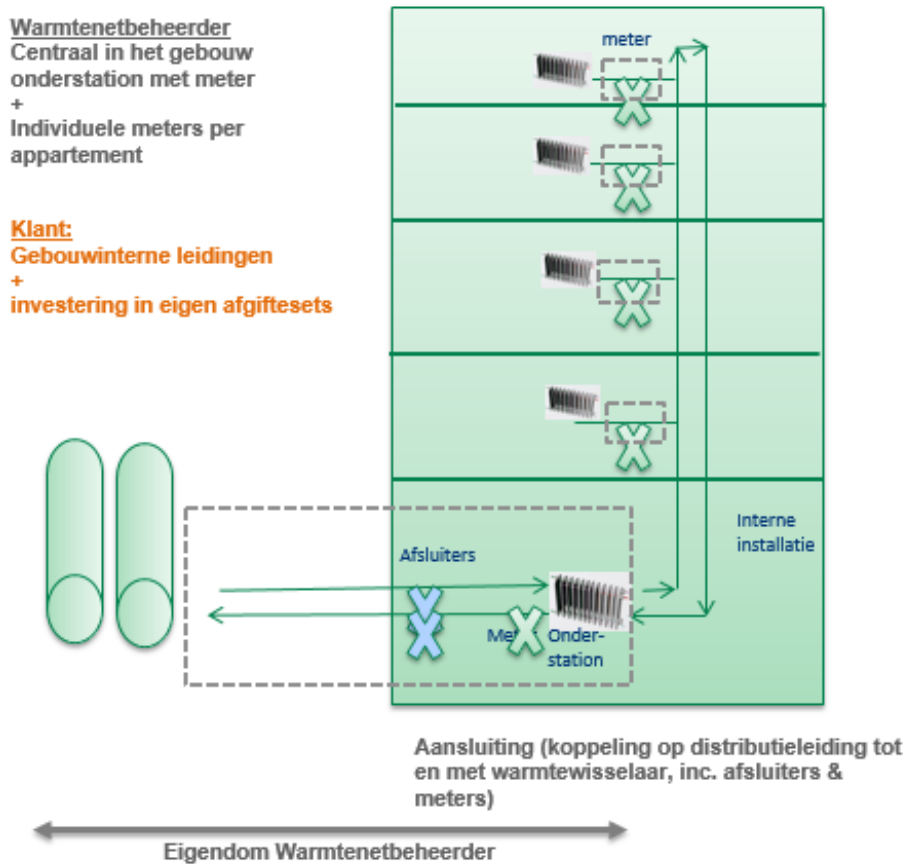 Warmtenetbeheerder
Centraal in het gebouw
onderstation met meter
+
Individuele meters per
appartement
Klant:
Gebouwinterne leidingen
+
investering in eigen afgiftesets
meter
Interne
installatie
Afsluiters
Onder-
station
Aansluiting (koppeling op distributieleiding tot
en met warmtewisselaar, inc. afsluiters &
meters)
Eigendom Warmtenetbeheerder